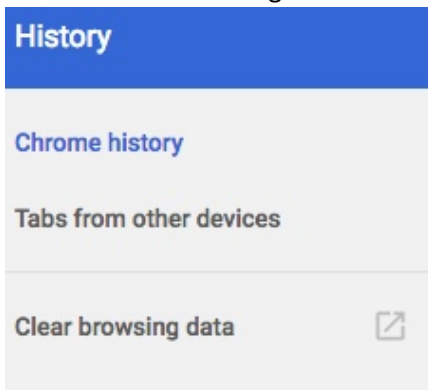 History
Chrome history
Tabs from other devices
Clear browsing data